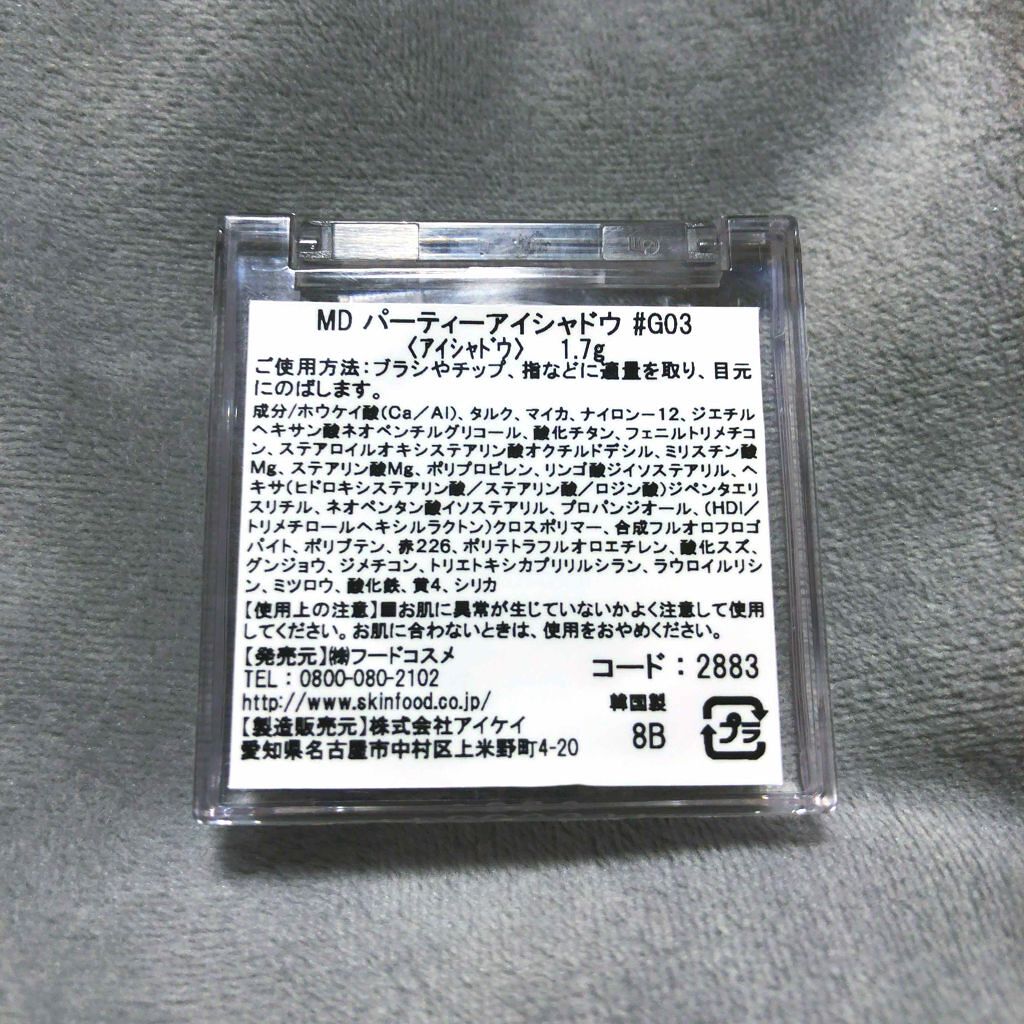 MD パーティーアイシャドウ #G03
〈アイシャドウ〉 1.7g
ご使用方法：ブラシやチップ、指などに適量を取り、目元
にのばします。
成分/ホウケイ酸(Ca／Al)、タルク、マイカ、ナイロン－12、ジエチル
ヘキサン酸ネオペンチルグリコール、酸化チタン、フェニルトリメチコ
ン、ステアロイルオキシステアリン酸オクチルドデシル、ミリスチン酸
Mg、ステアリン酸Mg、ポリプロピレン、リンゴ酸ジイソステアリル、ヘ
キサ(ヒドロキシステアリン酸／ステアリン酸／ロジン酸)ジペンタエリ
スリチル、ネオペンタン酸イソステアリル、プロパンジオール、(HDI／
トリメチロールヘキシルラクトン)クロスポリマー、合成フルオロフロゴ
パイト、ポリブテン、赤226、ポリテトラフルオロエチレン、酸化スズ、
グンジョウ、ジメチコン、トリエトキシカプリリルシラン、ラウロイルリシ
ン、ミツロウ、酸化鉄、黄4、シリカ
【使用上の注意】■お肌に異常が生じていないかよく注意して使用
してください。お肌に合わないときは、使用をおやめください。
【発売元】㈱フードコスメ
コード：2883
TEL：0800-080-2102
http://www.skinfood.co.jp/
韓国製
【製造販売元】株式会社アイケイ
8B
プラ
愛知県名古屋市中村区上米野町4-20